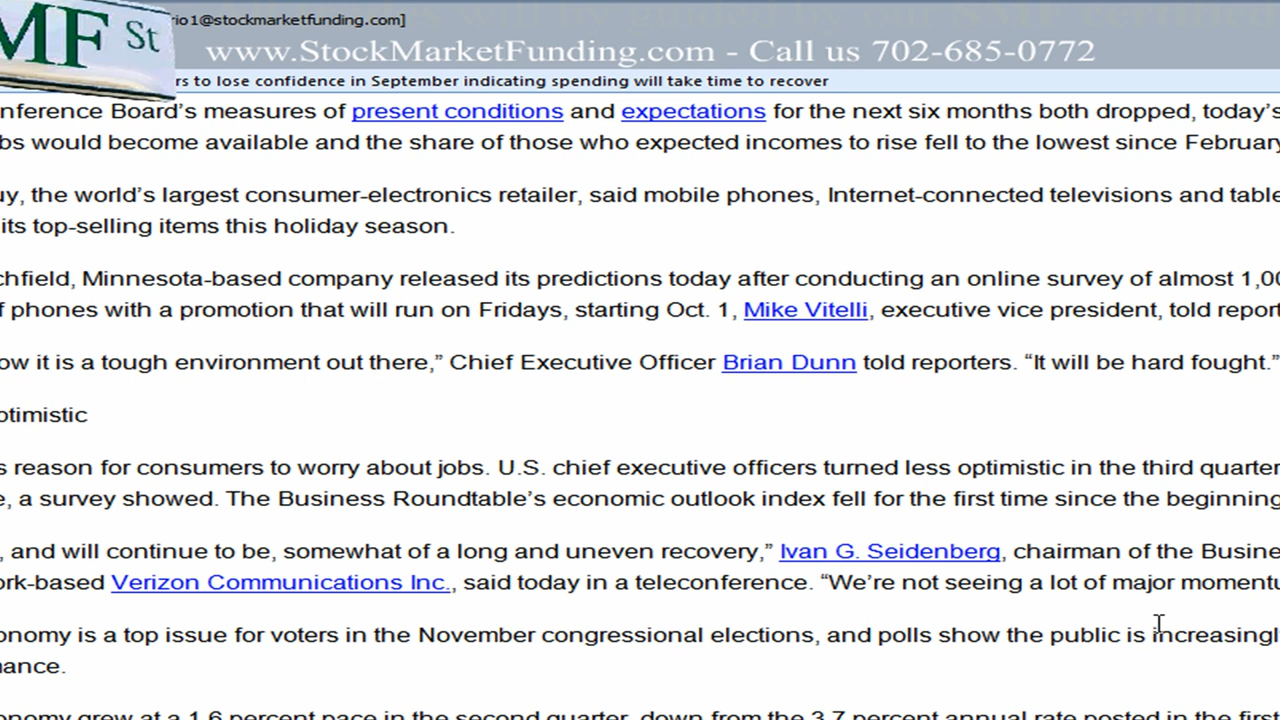 MF St
rio1@stockmarketfunding.com]
www.StockMarketFunding.com - Call us 702-685-0772
rs to lose confidence in September indicating spending will take time to recover
nference Board’s measures of present conditions and expectations for the next six months both dropped, today’s
bs would become available and the share of those who expected incomes to rise fell to the lowest since February
uy, the world’s largest consumer-electronics retailer, said mobile phones, Internet-connected televisions and table
its top-selling items this holiday season.
chfield, Minnesota-based company released its predictions today after conducting an online survey of almost 1,00
f phones with a promotion that will run on Fridays, starting Oct. 1, Mike Vitelli, executive vice president, told report
ow it is a tough environment out there,” Chief Executive Officer Brian Dunn told reporters. “It will be hard fought.”
otimistic
s reason for consumers to worry about jobs. U.S. chief executive officers turned less optimistic in the third quarter
e, a survey showed. The Business Roundtable’s economic outlook index fell for the first time since the beginning
, and will continue to be, somewhat of a long and uneven recovery,” Ivan G. Seidenberg, chairman of the Busine
ork-based Verizon Communications Inc., said today in a teleconference. “We’re not seeing a lot of major momentu
onomy is a top issue for voters in the November congressional elections, and polls show the public is increasingl
nance.
onomy grew at a 1.6 percent pace in the second quarter, down from the 3.7 percent annual rate posted in the first